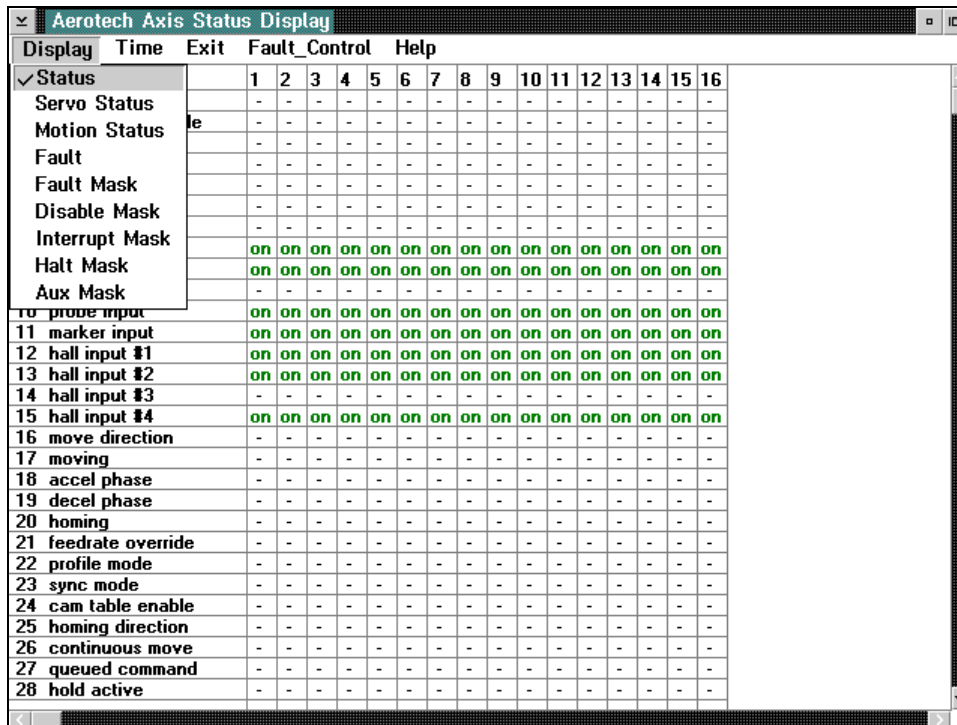 Aerotech Axis Status Display
Display Time Exit Fault_Control Help
Status
Servo Status
Motion Status
Fault
Fault Mask
Disable Mask
Interrupt Mask
Halt Mask
Aux Mask
1 2 3 4 5 6 7 8 9 10 11 12 13 14 15 16
- - - - - - - - - - - - - - - -
le - - - - - - - - - - - - - - - -
- - - - - - - - - - - - - - - -
- - - - - - - - - - - - - - - -
- - - - - - - - - - - - - - - -
- - - - - - - - - - - - - - - -
- - - - - - - - - - - - - - - -
on on on on on on on on on on on on on on on on
on on on on on on on on on on on on on on on on
- - - - - - - - - - - - - - - -
10 probe input on on on on on on on on on on on on on on on on
11 marker input on on on on on on on on on on on on on on on on
12 hall input #1 on on on on on on on on on on on on on on on on
13 hall input #2 on on on on on on on on on on on on on on on on
14 hall input #3 - - - - - - - - - - - - - - - -
15 hall input #4 on on on on on on on on on on on on on on on on
16 move direction - - - - - - - - - - - - - - - -
17 moving - - - - - - - - - - - - - - - -
18 accel phase - - - - - - - - - - - - - - - -
19 decel phase - - - - - - - - - - - - - - - -
20 homing - - - - - - - - - - - - - - - -
21 feedrate override - - - - - - - - - - - - - - - -
22 profile mode - - - - - - - - - - - - - - - -
23 sync mode - - - - - - - - - - - - - - - -
24 cam table enable - - - - - - - - - - - - - - - -
25 homing direction - - - - - - - - - - - - - - - -
26 continuous move - - - - - - - - - - - - - - - -
27 queued command - - - - - - - - - - - - - - - -
28 hold active - - - - - - - - - - - - - - - -